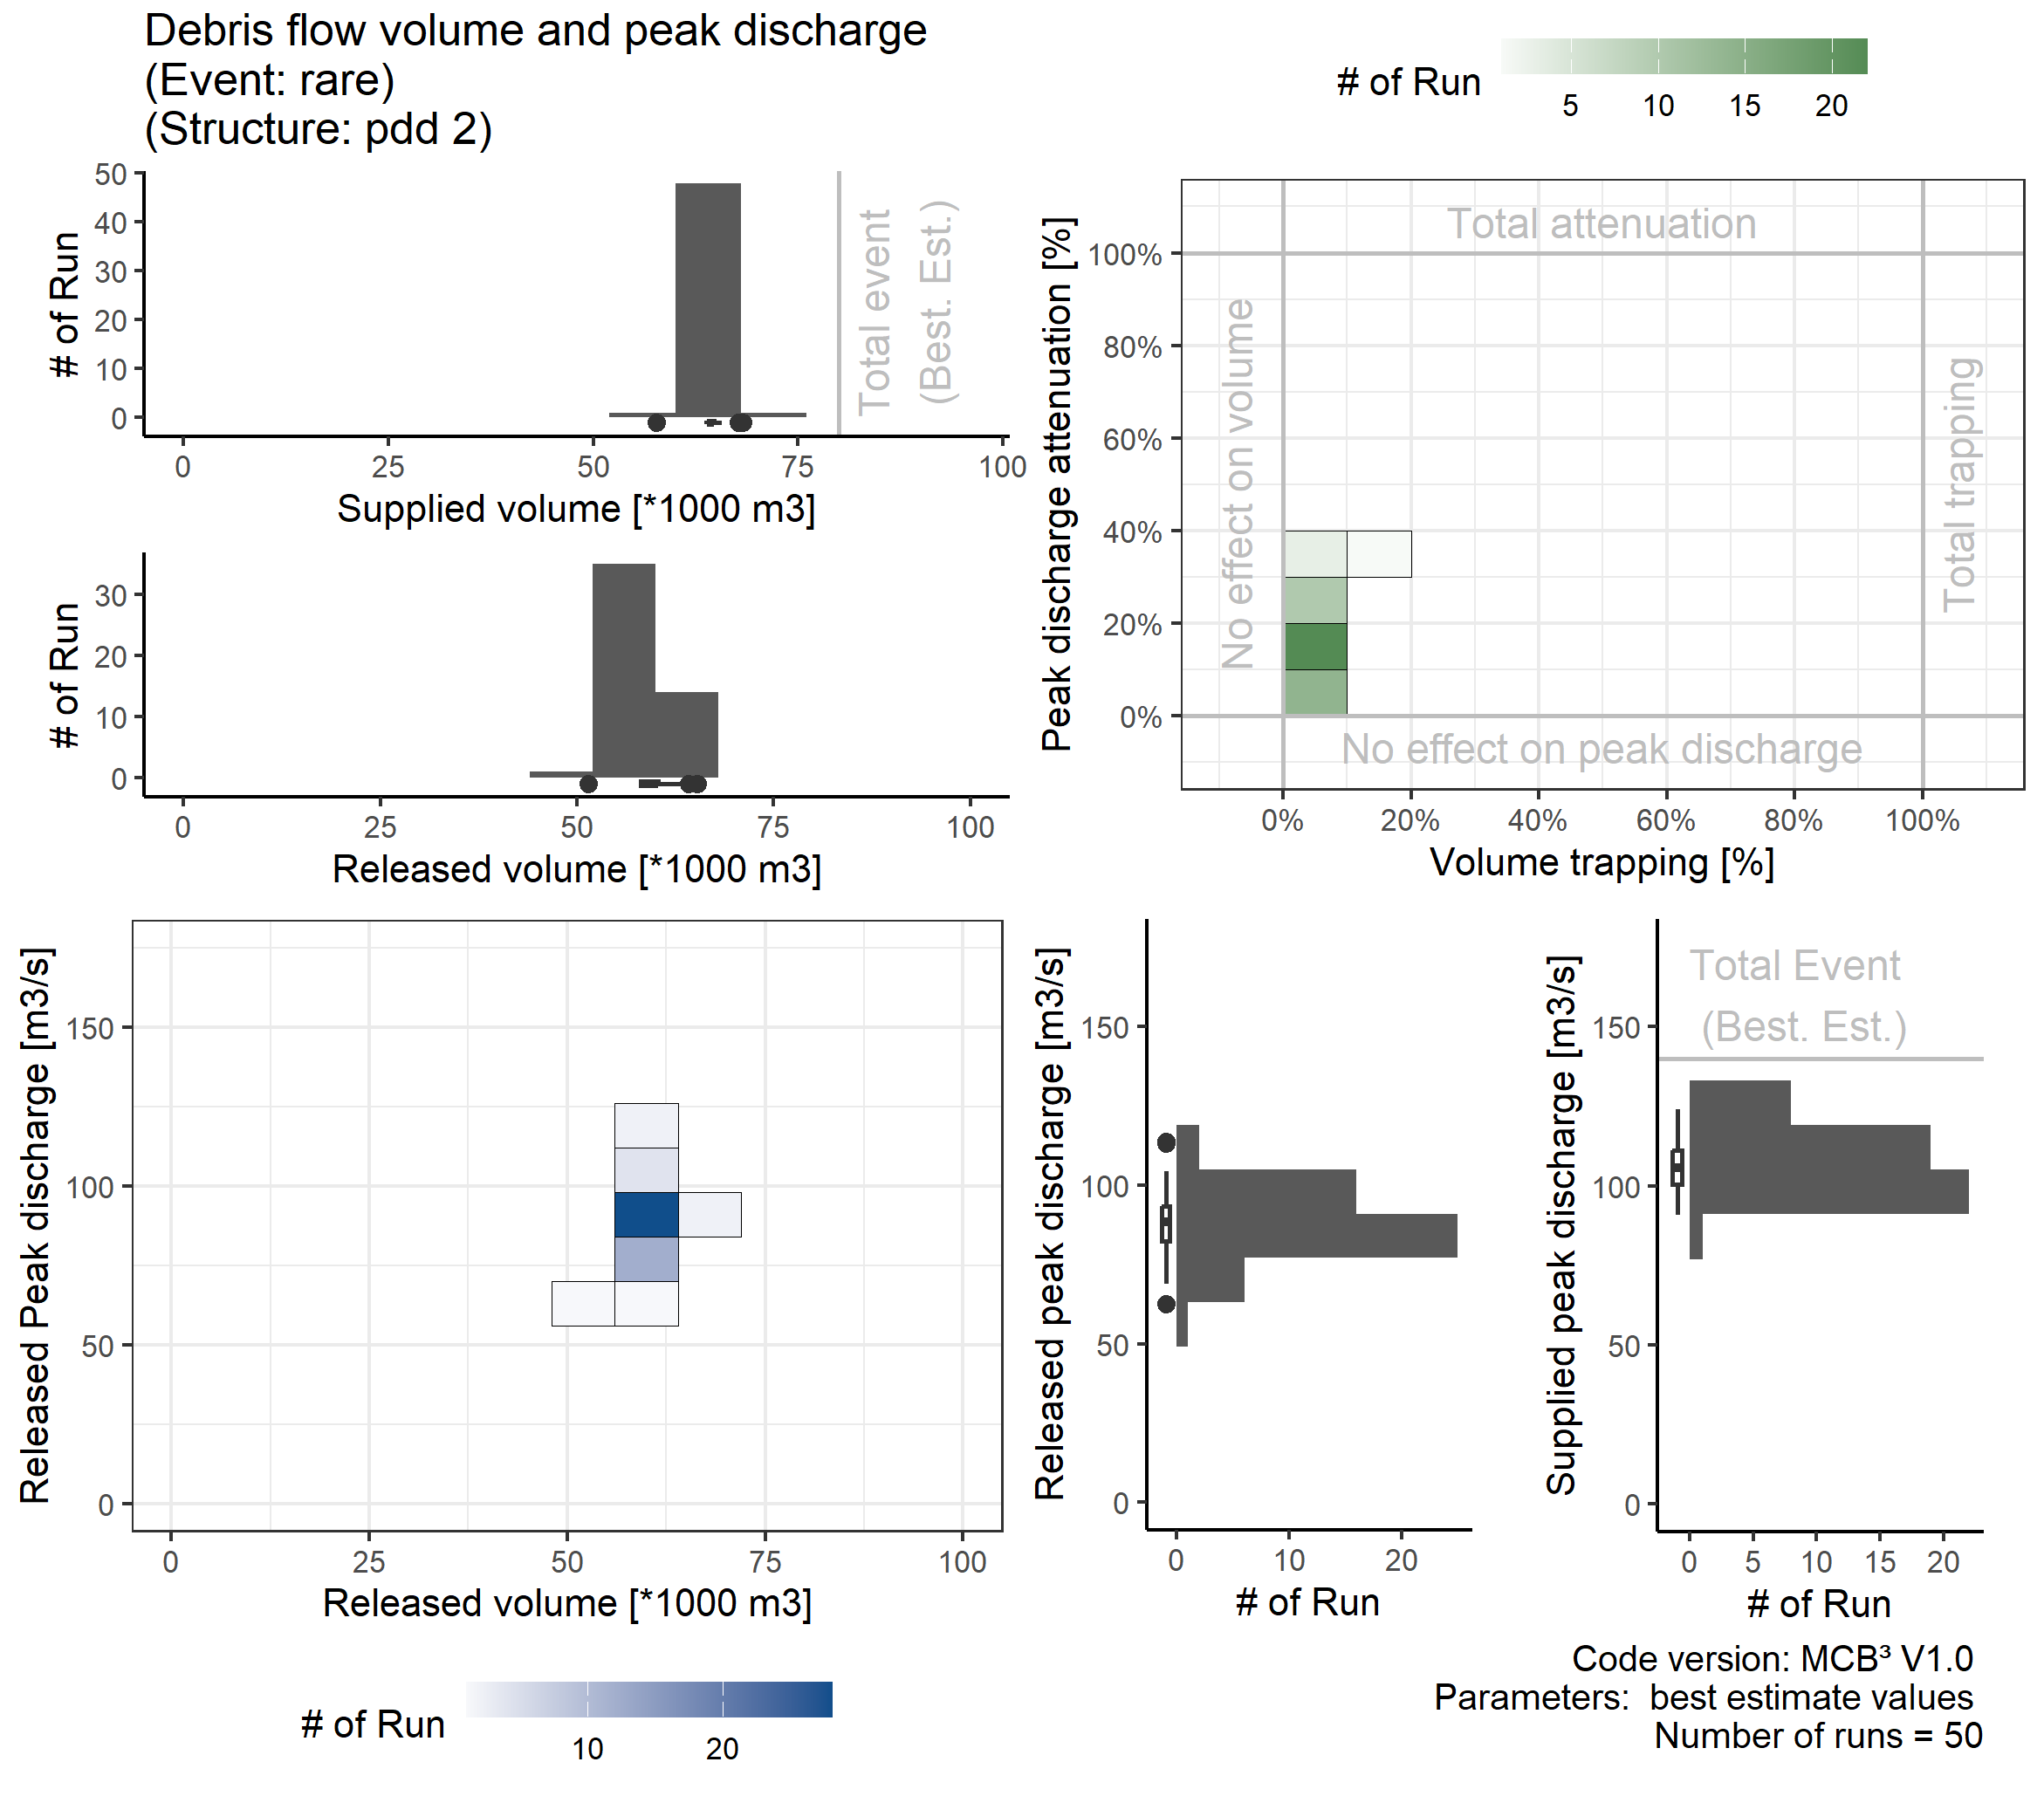 Debris flow volume and peak discharge
(Event: rare)
(Structure: pdd 2)
# of Run
5 10 15 20
50
40
30
20
10
0
# of Run
Total event
(Best. Est.)
0 25 50 75 100
Supplied volume [*1000 m3]
30
20
10
0
# of Run
0 25 50 75 100
Released volume [*1000 m3]
Peak discharge attenuation [%]
100%
80%
60%
40%
20%
0%
Total attenuation
No effect on volume
Total trapping
No effect on peak discharge
0% 20% 40% 60% 80% 100%
Volume trapping [%]
Released Peak discharge [m3/s]
150
100
50
0
0 25 50 75 100
Released volume [*1000 m3]
# of Run
10 20
Released peak discharge [m3/s]
150
100
50
0
0 10 20
# of Run
Supplied peak discharge [m3/s]
150
100
50
0
Total Event
(Best. Est.)
0 5 10 15 20
# of Run
Code version: MCB³ V1.0
Parameters:  best estimate values
Number of runs = 50